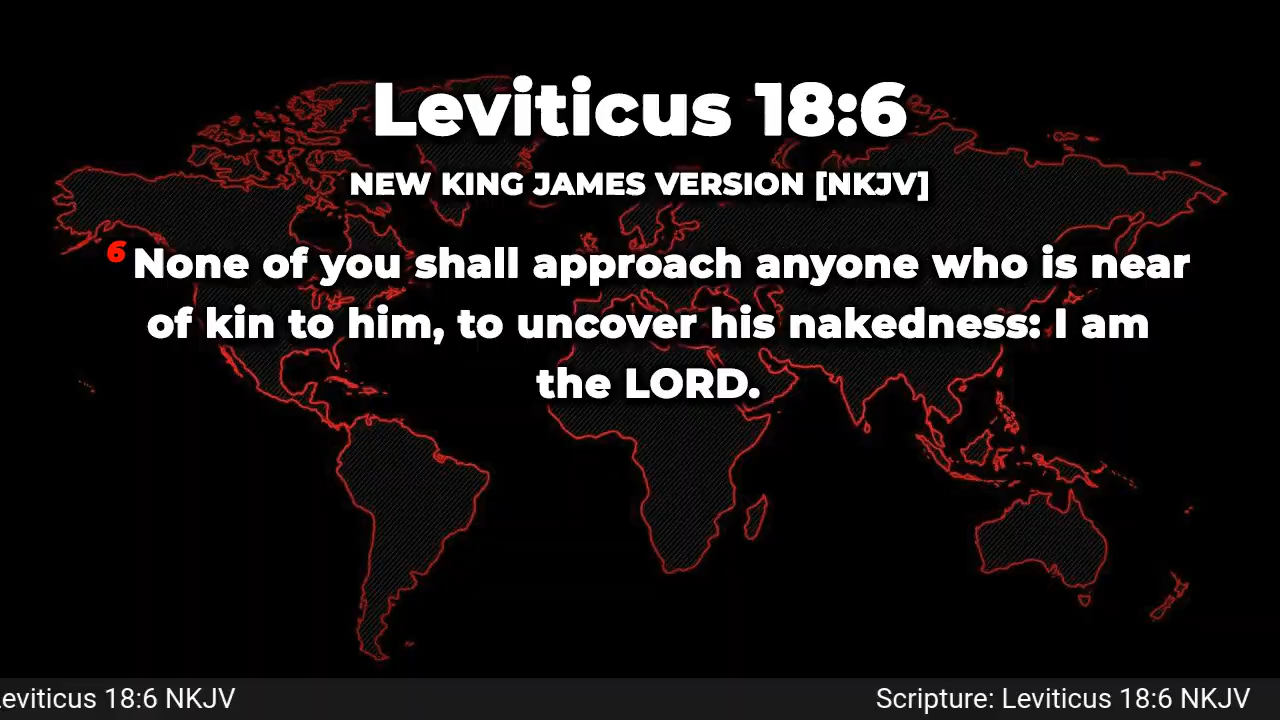 Leviticus 18:6
NEW KING JAMES VERSION [NKJV]
6 None of you shall approach anyone who is near
of kin to him, to uncover his nakedness: I am
the LORD.
eviticus 18:6 NKJV
Scripture: Leviticus 18:6 NKJV